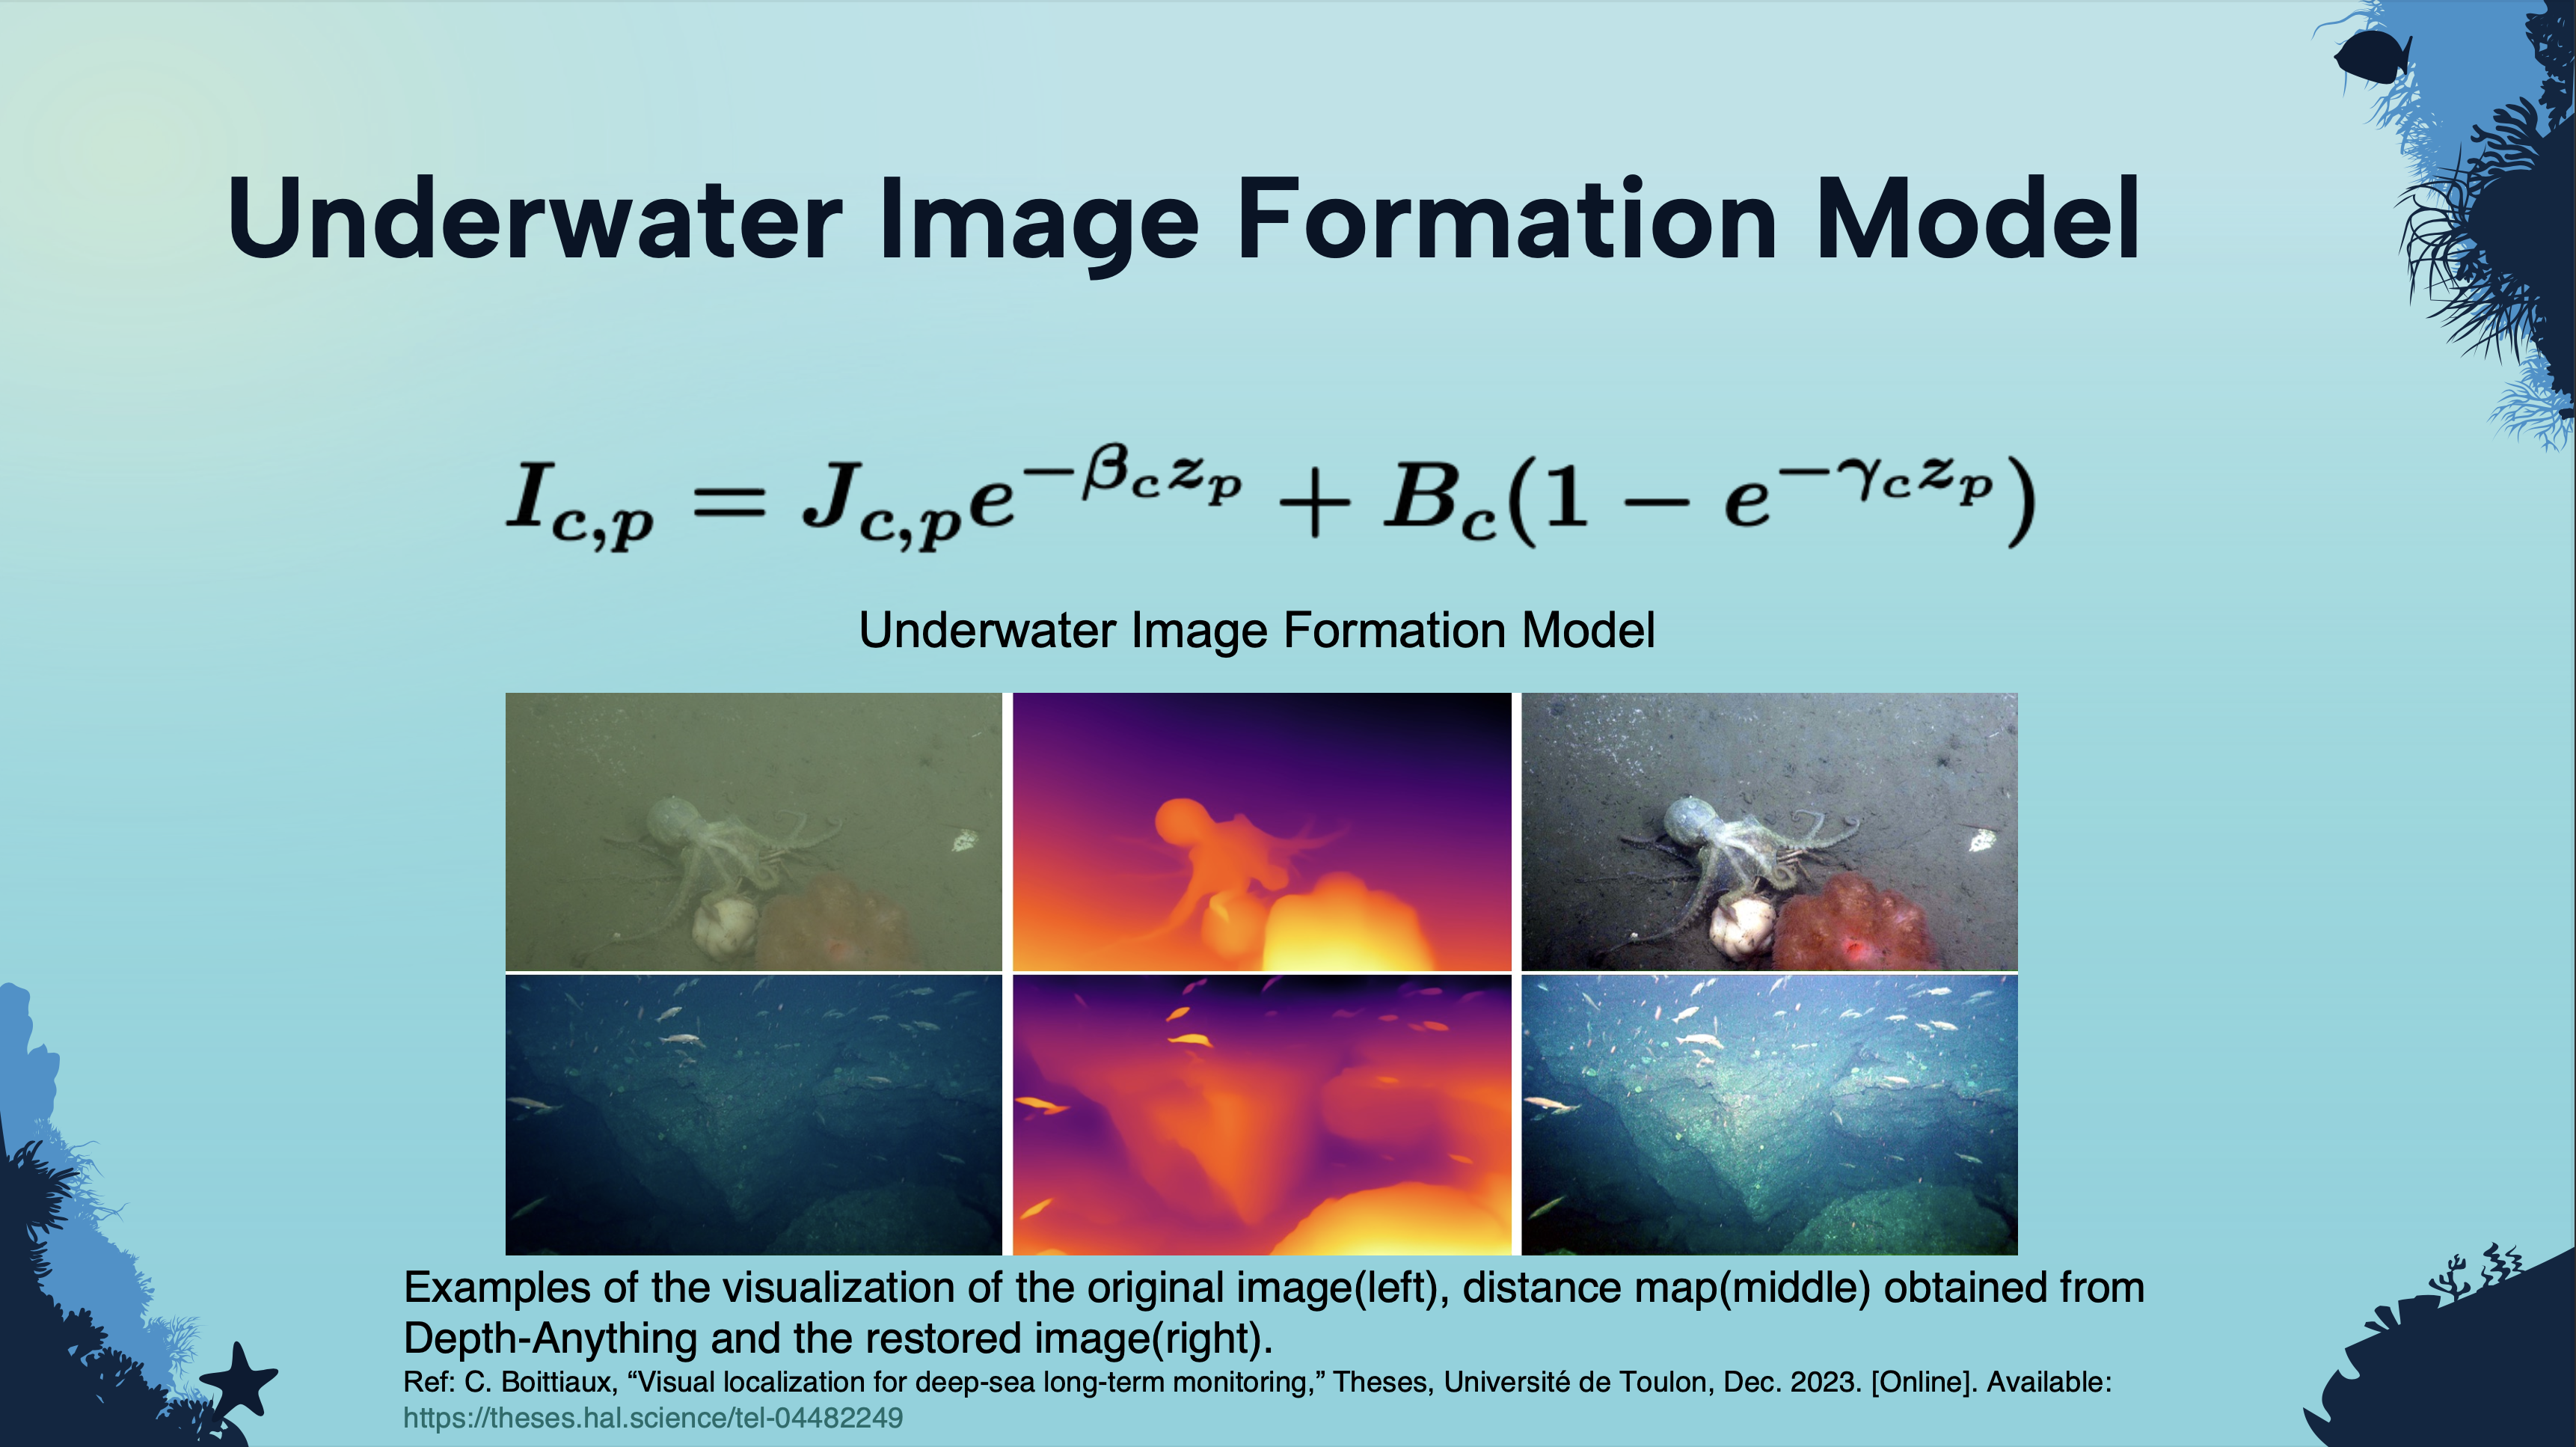 Underwater Image Formation Model
I_{c,p} = J_{c,p}e^{-β_c z_p} + B_c(1 − e^{-γ_c z_p})
Underwater Image Formation Model
Examples of the visualization of the original image(left), distance map(middle) obtained from
Depth-Anything and the restored image(right).
Ref: C. Boittiaux, “Visual localization for deep-sea long-term monitoring,” Theses, Université de Toulon, Dec. 2023. [Online]. Available:
https://theses.hal.science/tel-04482249